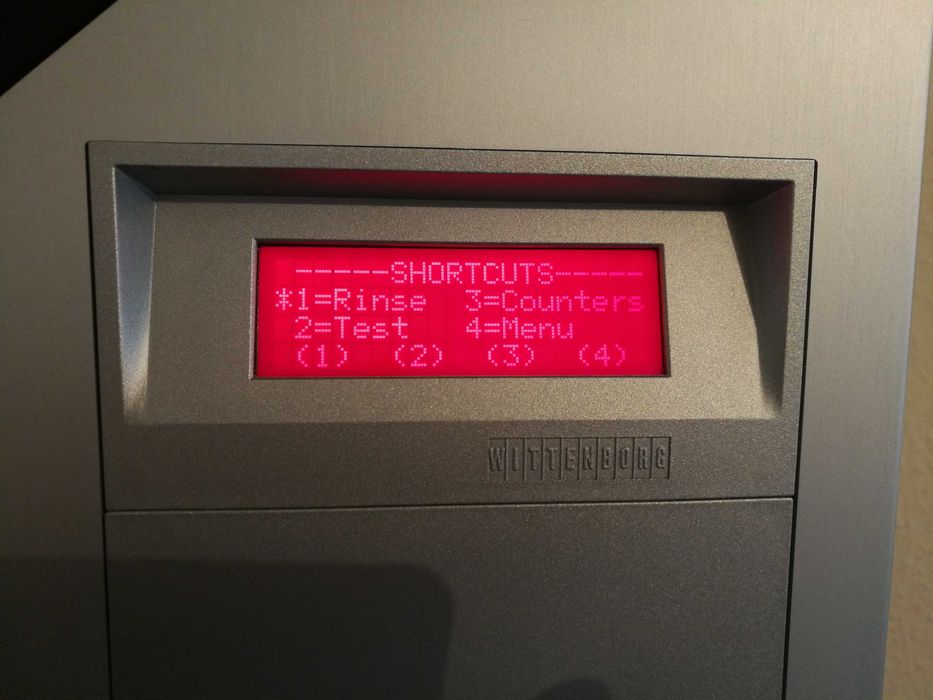 -----SHORTCUTS-----
*1=Rinse  3=Counters
2=Test   4=Menu
(1)  (2)  (3)  (4)
WITTENBORG